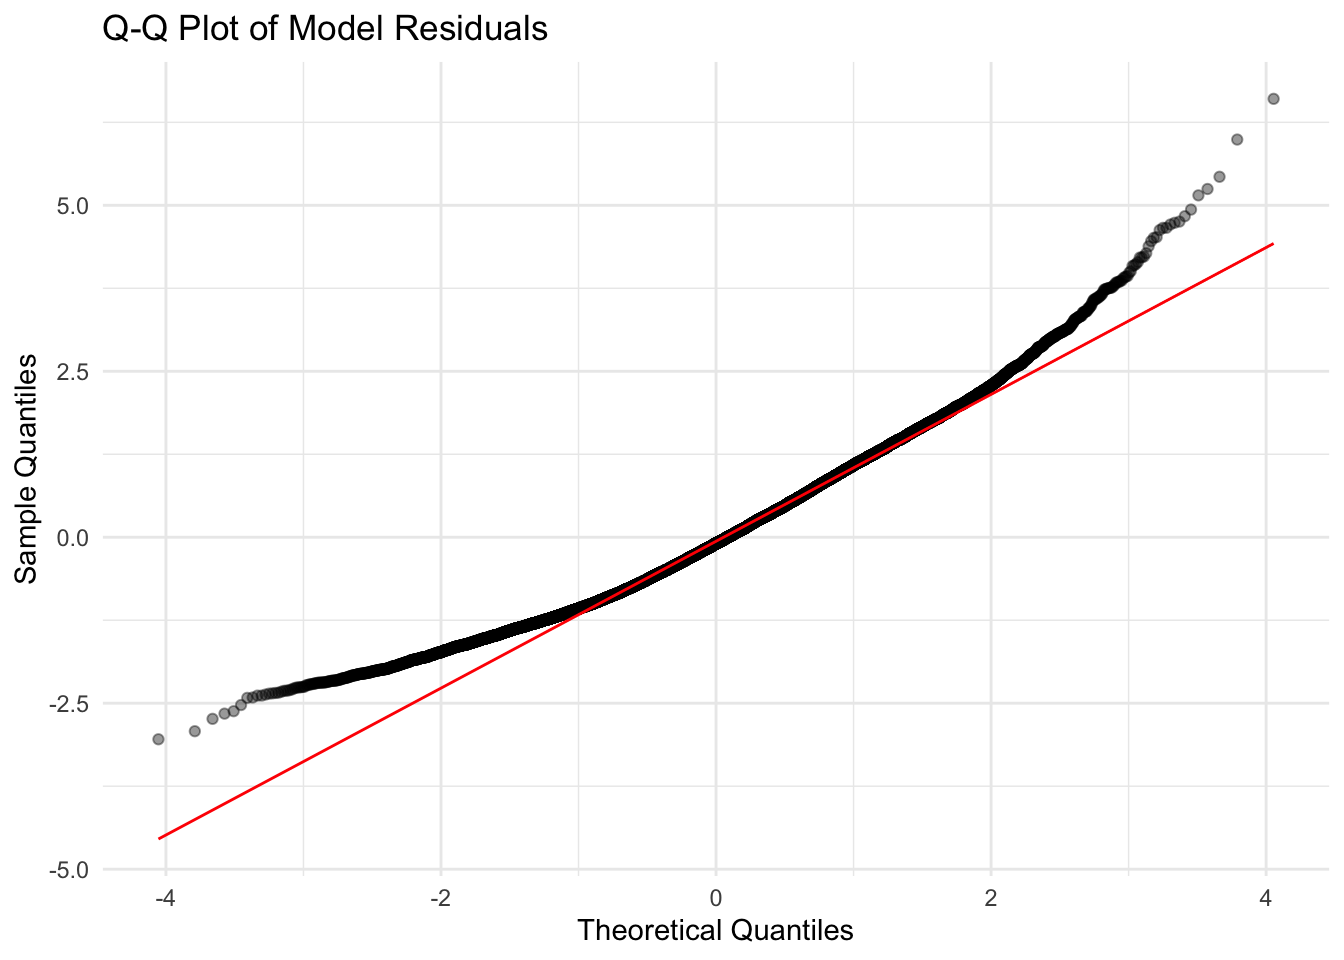 Q-Q Plot of Model Residuals
Sample Quantiles
5.0
2.5
0.0
-2.5
-5.0
-4 -2 0 2 4
Theoretical Quantiles